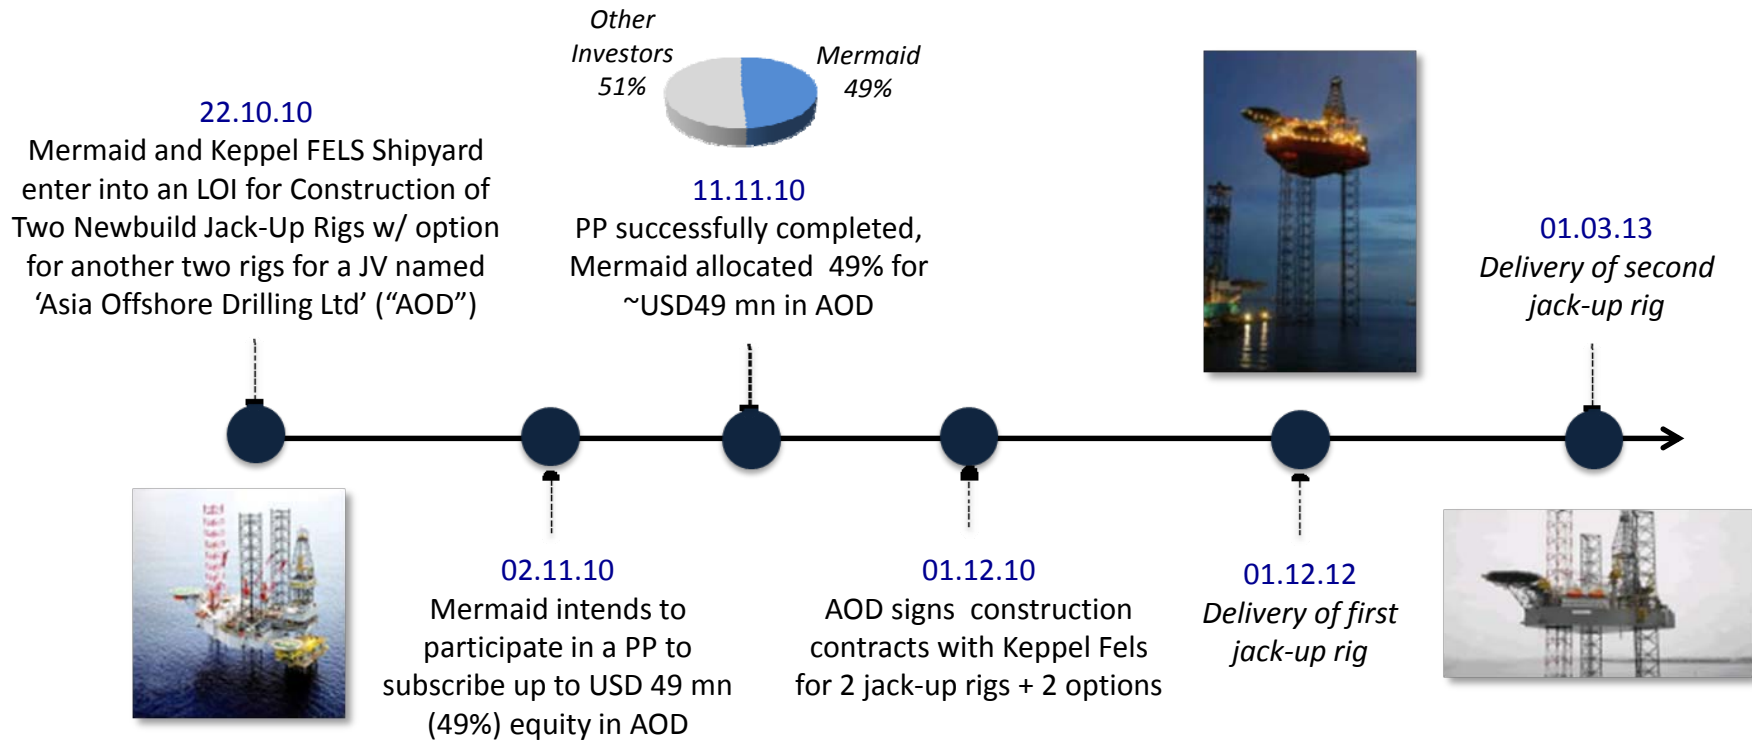 Other
Investors
51%
Mermaid
49%
22.10.10
Mermaid and Keppel FELS Shipyard
enter into an LOI for Construction of
Two Newbuild Jack-Up Rigs w/ option
for another two rigs for a JV named
‘Asia Offshore Drilling Ltd’ (“AOD”)
11.11.10
PP successfully completed,
Mermaid allocated 49% for
~USD49 mn in AOD
01.03.13
Delivery of second
jack-up rig
02.11.10
Mermaid intends to
participate in a PP to
subscribe up to USD 49 mn
(49%) equity in AOD
01.12.10
AOD signs construction
contracts with Keppel Fels
for 2 jack-up rigs + 2 options
01.12.12
Delivery of first
jack-up rig